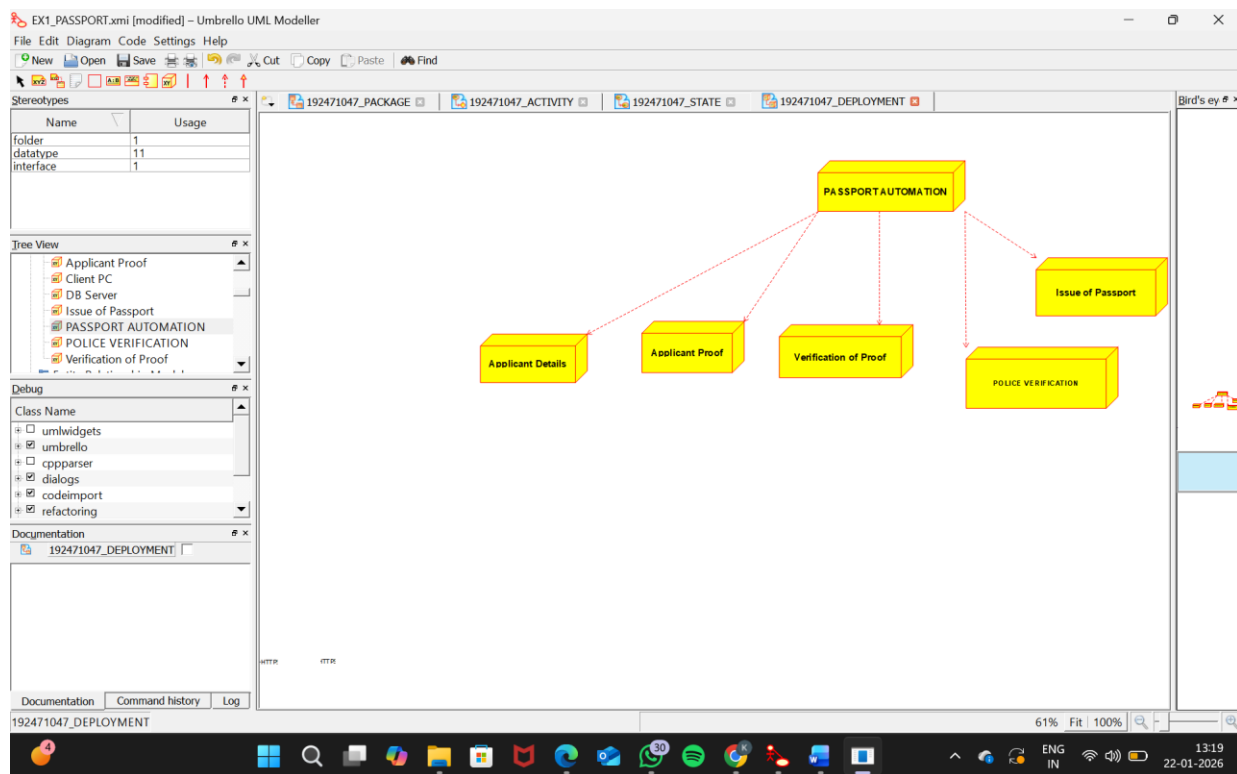 EX1_PASSPORT.xmi [modified] – Umbrello UML Modeller
File Edit Diagram Code Settings Help
New Open Save Cut Copy Paste Find
Stereotypes
Name Usage
folder 1
datatype 11
interface 1
Tree View
Applicant Proof
Client PC
DB Server
Issue of Passport
PASSPORT AUTOMATION
POLICE VERIFICATION
Verification of Proof
Debug
Class Name
umlwidgets
umbrello
cppparser
dialogs
codeimport
refactoring
Documentation
192471047_DEPLOYMENT
Documentation Command history Log
192471047_DEPLOYMENT
192471047_PACKAGE 192471047_ACTIVITY 192471047_STATE 192471047_DEPLOYMENT
Bird's ey
PASSPORT AUTOMATION
Issue of Passport
Applicant Details
Applicant Proof
Verification of Proof
POLICE VERIFICATION
61% Fit 100%
4
30
K
ENG
IN
13:19
22-01-2026